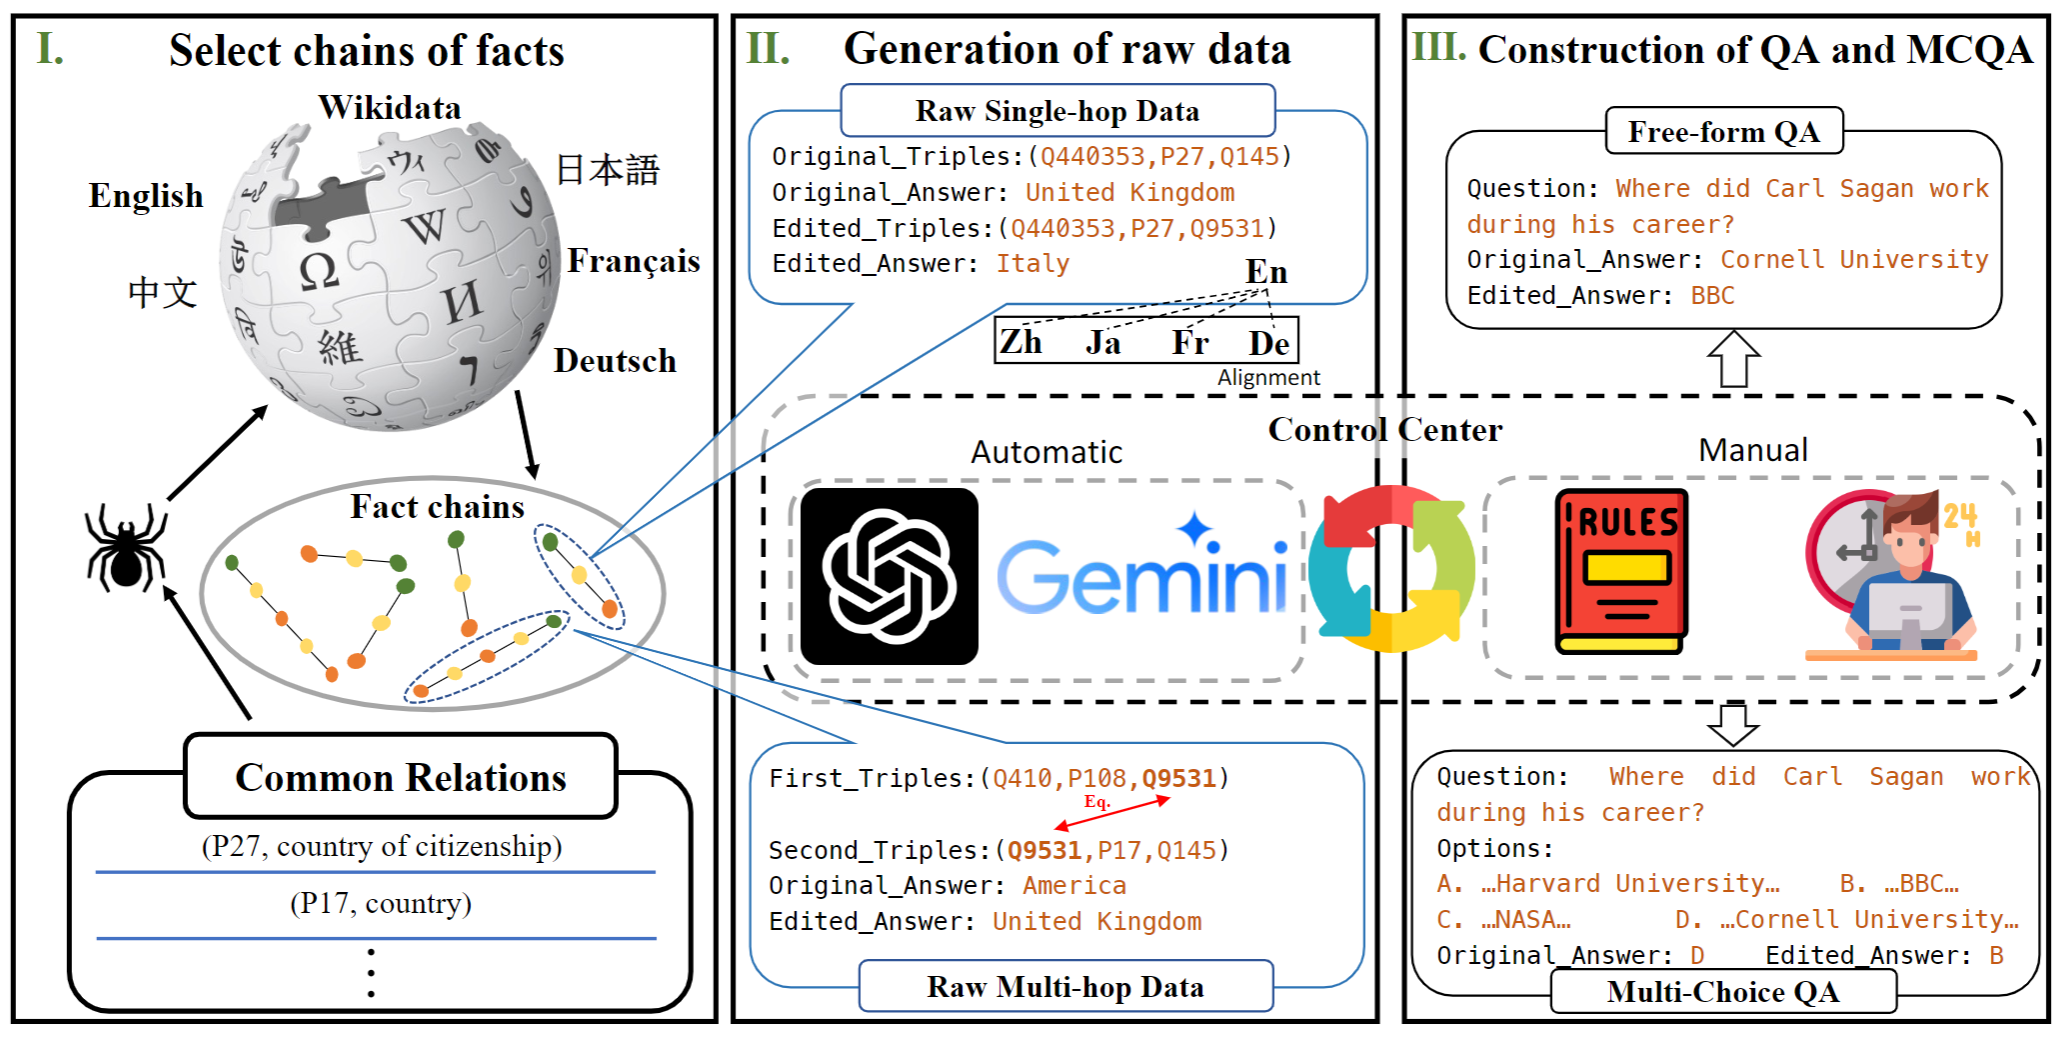 I. Select chains of facts
Wikidata
English
日本語
中文
Français
Deutsch
Ω
W
И
維
ウィ
Fact chains
Common Relations
(P27, country of citizenship)
(P17, country)
II. Generation of raw data
Raw Single-hop Data
Original_Triples:(Q440353,P27,Q145)
Original_Answer: United Kingdom
Edited_Triples:(Q440353,P27,Q9531)
Edited_Answer: Italy
En
Zh Ja Fr De
Alignment
Control Center
Automatic
Gemini
Manual
RULES
24
H
First_Triples:(Q410,P108,Q9531)
Eq.
Second_Triples:(Q9531,P17,Q145)
Original_Answer: America
Edited_Answer: United Kingdom
Raw Multi-hop Data
III. Construction of QA and MCQA
Free-form QA
Question: Where did Carl Sagan work
during his career?
Original_Answer: Cornell University
Edited_Answer: BBC
Question: Where did Carl Sagan work
during his career?
Options:
A. …Harvard University… B. …BBC…
C. …NASA… D. …Cornell University…
Original_Answer: D Edited_Answer: B
Multi-Choice QA